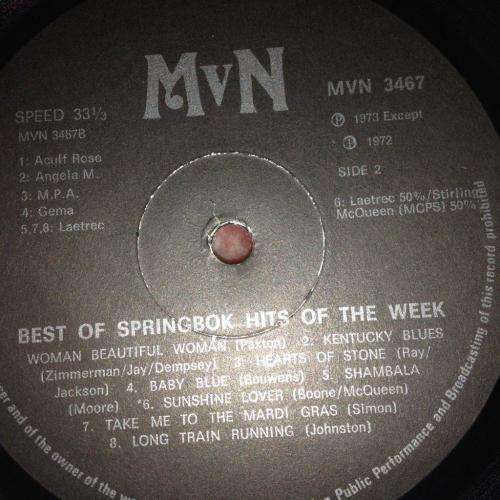 MVN
SPEED 33⅓
MVN 3467B
1: Acuff Rose
2: Angela M.
3: M.P.A.
4: Gema
5,7,8: Laetrec
MVN 3467
Ⓟ 1973 Except
① 1972
SIDE 2
6: Laetrec 50%/Stirling
McQueen (MCPS) 50%
BEST OF SPRINGBOK HITS OF THE WEEK
WOMAN BEAUTIFUL WOMAN (Paxton) 2: KENTUCKY BLUES
(Zimmerman/Jay/Dempsey) 3: HEARTS OF STONE (Ray/
Jackson) 4. BABY BLUE (Bouwens) 5. SHAMBALA
(Moore) *6. SUNSHINE LOVER (Boone/McQueen)
7. TAKE ME TO THE MARDI GRAS (Simon)
8. LONG TRAIN RUNNING (Johnston)
cer and of the owner of the w
Public Performance and Broadcasting of this record prohibited